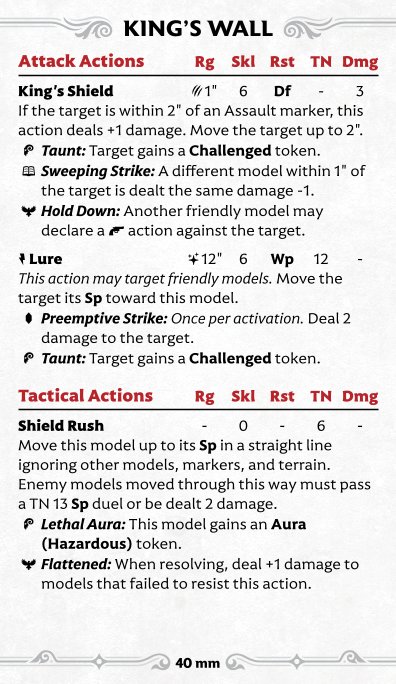 KING'S WALL
Attack Actions Rg Skl Rst TN Dmg
King's Shield 1" 6 Df - 3
If the target is within 2" of an Assault marker, this
action deals +1 damage. Move the target up to 2".
Taunt: Target gains a Challenged token.
Sweeping Strike: A different model within 1" of
the target is dealt the same damage -1.
Hold Down: Another friendly model may
declare a action against the target.
Lure 12" 6 Wp 12 -
This action may target friendly models. Move the
target its Sp toward this model.
Preemptive Strike: Once per activation. Deal 2
damage to the target.
Taunt: Target gains a Challenged token.
Tactical Actions Rg Skl Rst TN Dmg
Shield Rush - 0 - 6 -
Move this model up to its Sp in a straight line
ignoring other models, markers, and terrain.
Enemy models moved through this way must pass
a TN 13 Sp duel or be dealt 2 damage.
Lethal Aura: This model gains an Aura
(Hazardous) token.
Flattened: When resolving, deal +1 damage to
models that failed to resist this action.
40 mm